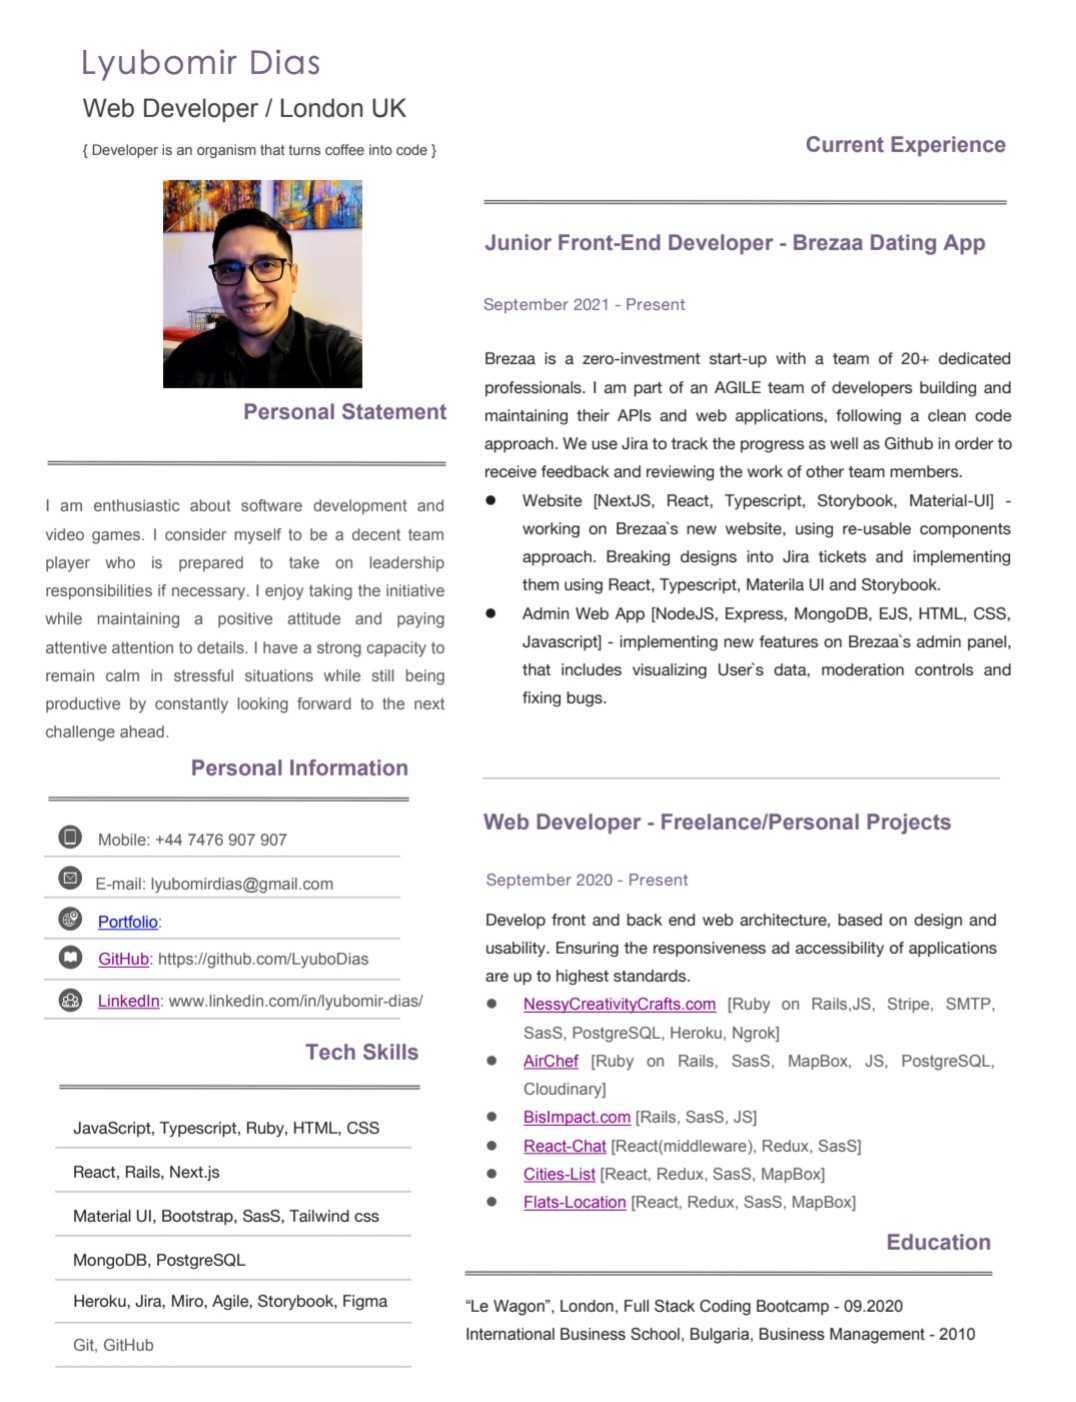 Lyubomir Dias
Web Developer / London UK
{ Developer is an organism that turns coffee into code }
Personal Statement
I am enthusiastic about software development and
video games. I consider myself to be a decent team
player who is prepared to take on leadership
responsibilities if necessary. I enjoy taking the initiative
while maintaining a positive attitude and paying
attentive attention to details. I have a strong capacity to
remain calm in stressful situations while still being
productive by constantly looking forward to the next
challenge ahead.
Personal Information
Mobile: +44 7476 907 907
E-mail: lyubomirdias@gmail.com
Portfolio:
GitHub: https://github.com/LyuboDias
LinkedIn: www.linkedin.com/in/lyubomir-dias/
Tech Skills
JavaScript, Typescript, Ruby, HTML, CSS
React, Rails, Next.js
Material UI, Bootstrap, SasS, Tailwind css
MongoDB, PostgreSQL
Heroku, Jira, Miro, Agile, Storybook, Figma
Git, GitHub
Current Experience
Junior Front-End Developer - Brezaa Dating App
September 2021 - Present
Brezaa is a zero-investment start-up with a team of 20+ dedicated
professionals. I am part of an AGILE team of developers building and
maintaining their APIs and web applications, following a clean code
approach. We use Jira to track the progress as well as Github in order to
receive feedback and reviewing the work of other team members.
● Website [NextJS, React, Typescript, Storybook, Material-UI] -
working on Brezaa`s new website, using re-usable components
approach. Breaking designs into Jira tickets and implementing
them using React, Typescript, Materila UI and Storybook.
● Admin Web App [NodeJS, Express, MongoDB, EJS, HTML, CSS,
Javascript] - implementing new features on Brezaa`s admin panel,
that includes visualizing User`s data, moderation controls and
fixing bugs.
Web Developer - Freelance/Personal Projects
September 2020 - Present
Develop front and back end web architecture, based on design and
usability. Ensuring the responsiveness ad accessibility of applications
are up to highest standards.
● NessyCreativityCrafts.com [Ruby on Rails,JS, Stripe, SMTP,
SasS, PostgreSQL, Heroku, Ngrok]
● AirChef [Ruby on Rails, SasS, MapBox, JS, PostgreSQL,
Cloudinary]
● BisImpact.com [Rails, SasS, JS]
● React-Chat [React(middleware), Redux, SasS]
● Cities-List [React, Redux, SasS, MapBox]
● Flats-Location [React, Redux, SasS, MapBox]
Education
“Le Wagon”, London, Full Stack Coding Bootcamp - 09.2020
International Business School, Bulgaria, Business Management - 2010